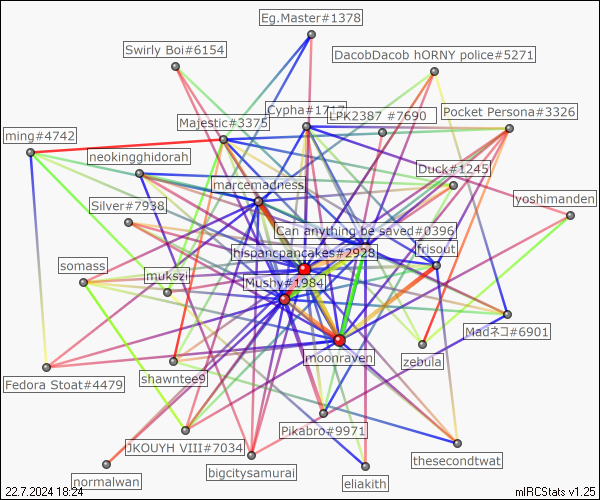 Eg.Master#1378
Swirly Boi#6154
DacobDacob hORNY police#5271
Cypha#1717
LPK2387 #7690
Pocket Persona#3326
Majestic#3375
ming#4742
neokingghidorah
Duck#1245
marcemadness
yoshimanden
Silver#7938
Can anything be saved#0396
hispancpancakes#2928
frisout
somass
mukszi
Mushy#1984
Madネコ#6901
moonraven
zebula
Fedora Stoat#4479
shawntee9
Pikabro#9971
JKOUYH VIII#7034
thesecondtwat
bigcitysamurai
normalwan
eliakith
22.7.2024 18:24
mIRCStats v1.25